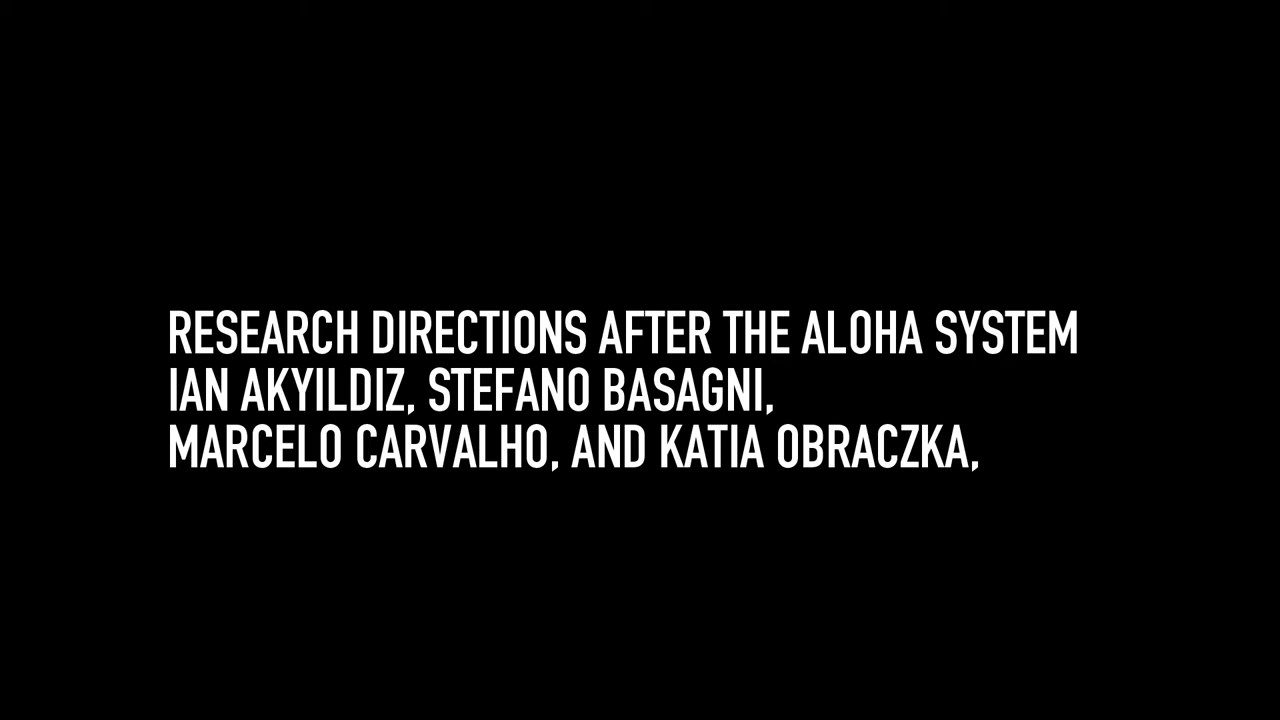 RESEARCH DIRECTIONS AFTER THE ALOHA SYSTEM
IAN AKYILDIZ, STEFANO BASAGNI,
MARCELO CARVALHO, AND KATIA OBRACZKA,